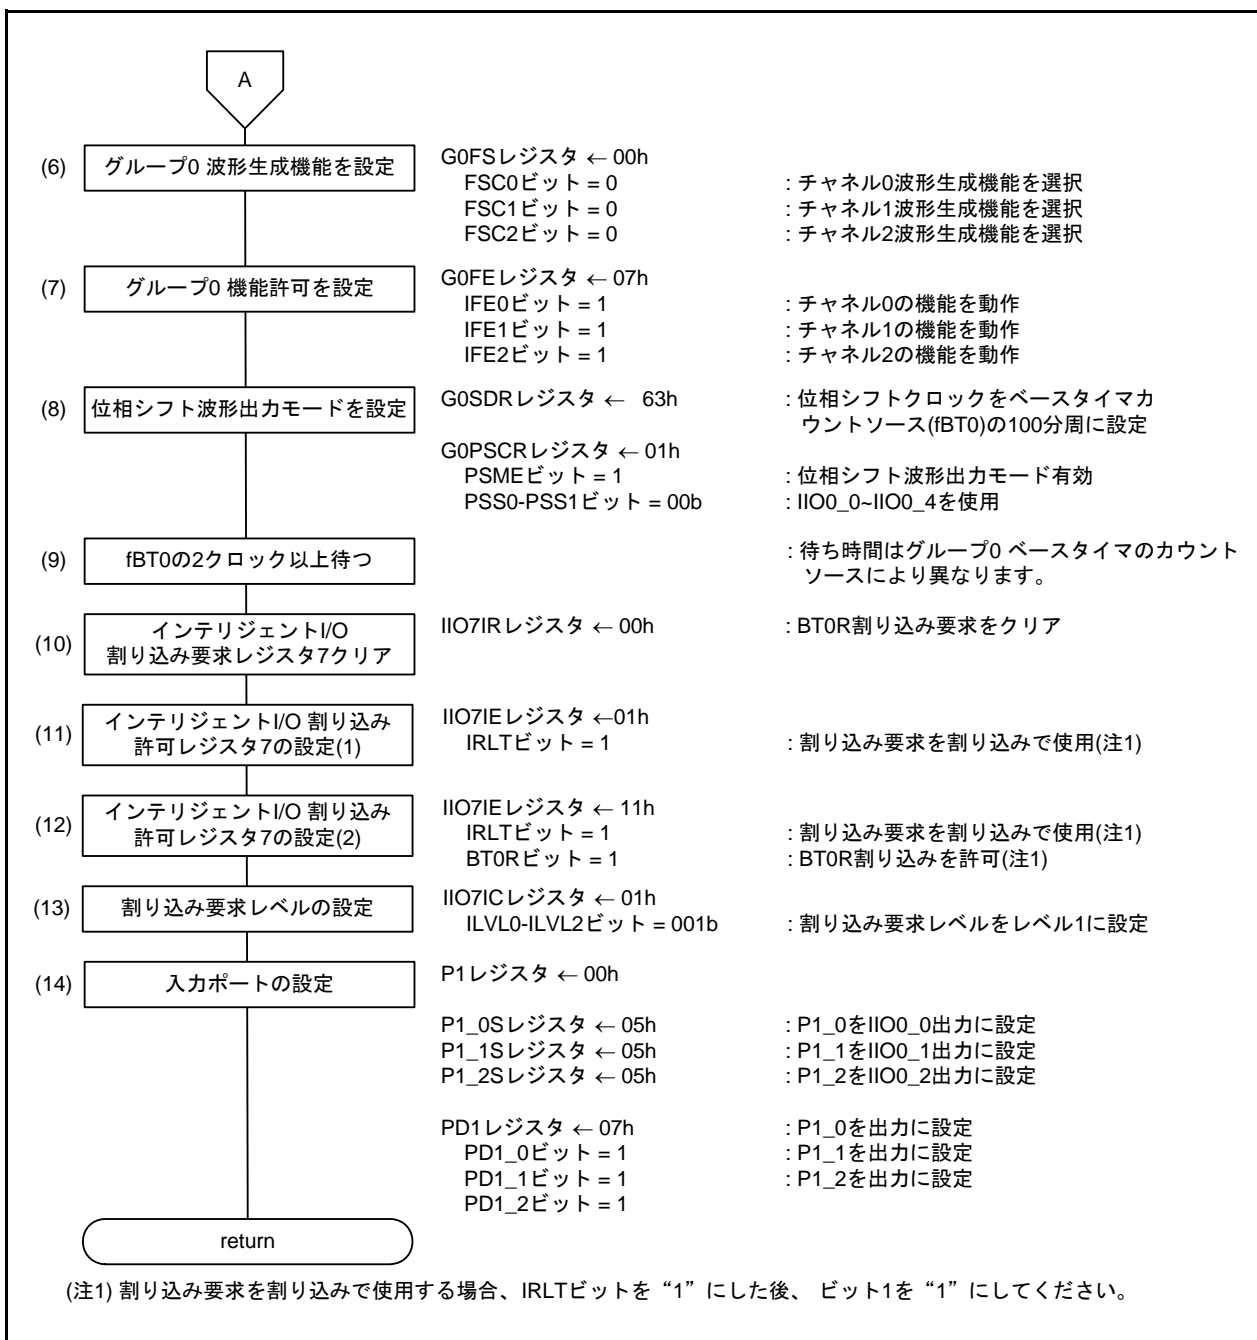 A
(6) グループ0 波形生成機能を設定
G0FSレジスタ ← 00h
FSC0ビット = 0 : チャネル0波形生成機能を選択
FSC1ビット = 0 : チャネル1波形生成機能を選択
FSC2ビット = 0 : チャネル2波形生成機能を選択
(7) グループ0 機能許可を設定
G0FEレジスタ ← 07h
IFE0ビット = 1 : チャネル0の機能を動作
IFE1ビット = 1 : チャネル1の機能を動作
IFE2ビット = 1 : チャネル2の機能を動作
(8) 位相シフト波形出力モードを設定
G0SDRレジスタ ← 63h : 位相シフトクロックをベースタイマカ
ウントソース(fBT0)の100分周に設定
G0PSCRレジスタ ← 01h
PSMEビット = 1 : 位相シフト波形出力モード有効
PSS0-PSS1ビット = 00b : IIO0_0~IIO0_4を使用
(9) fBT0の2クロック以上待つ
: 待ち時間はグループ0 ベースタイマのカウント
ソースにより異なります。
(10) インテリジェントI/O
割り込み要求レジスタ7クリア
IIO7IRレジスタ ← 00h : BT0R割り込み要求をクリア
(11) インテリジェントI/O 割り込み
許可レジスタ7の設定(1)
IIO7IEレジスタ ←01h
IRLTビット = 1 : 割り込み要求を割り込みで使用(注1)
(12) インテリジェントI/O 割り込み
許可レジスタ7の設定(2)
IIO7IEレジスタ ← 11h
IRLTビット = 1 : 割り込み要求を割り込みで使用(注1)
BT0Rビット = 1 : BT0R割り込みを許可(注1)
(13) 割り込み要求レベルの設定
IIO7ICレジスタ ← 01h
ILVL0-ILVL2ビット = 001b : 割り込み要求レベルをレベル1に設定
(14) 入力ポートの設定
P1レジスタ ← 00h
P1_0Sレジスタ ← 05h : P1_0をIIO0_0出力に設定
P1_1Sレジスタ ← 05h : P1_1をIIO0_1出力に設定
P1_2Sレジスタ ← 05h : P1_2をIIO0_2出力に設定
PD1レジスタ ← 07h : P1_0を出力に設定
PD1_0ビット = 1 : P1_1を出力に設定
PD1_1ビット = 1 : P1_2を出力に設定
PD1_2ビット = 1
return
(注1) 割り込み要求を割り込みで使用する場合、IRLTビットを“1”にした後、 ビット1を“1”にしてください。